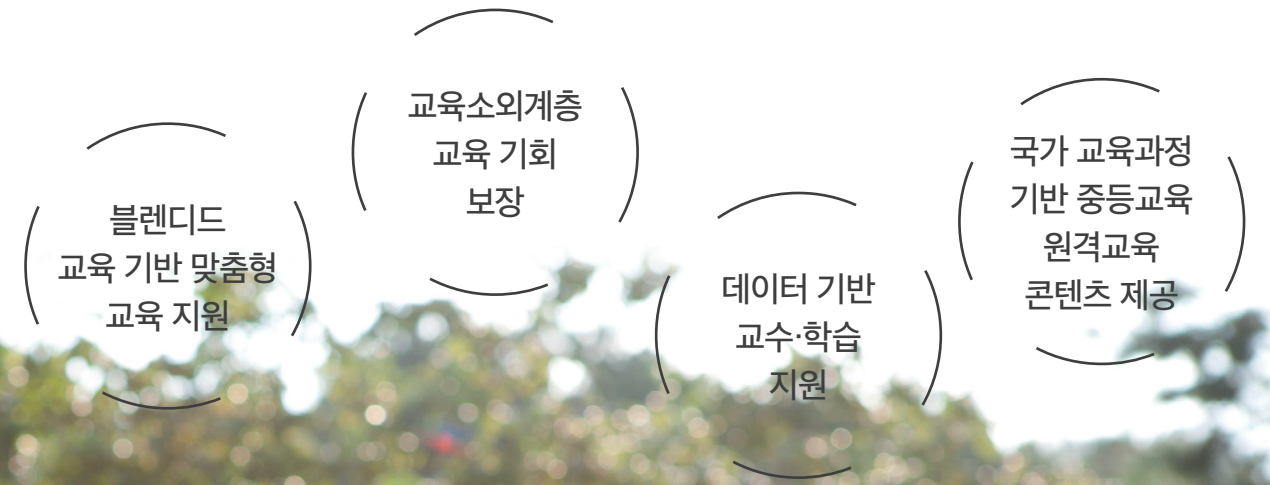 블렌디드
교육 기반 맞춤형
교육 지원
교육소외계층
교육 기회
보장
데이터 기반
교수·학습
지원
국가 교육과정
기반 중등교육
원격교육
콘텐츠 제공